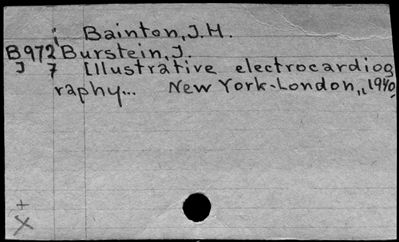 i Bainton, J.H.
B972 Burstein, J.
J 7 Illustrative electrocardiog
raphy... New York-London,, 1940,
+
X